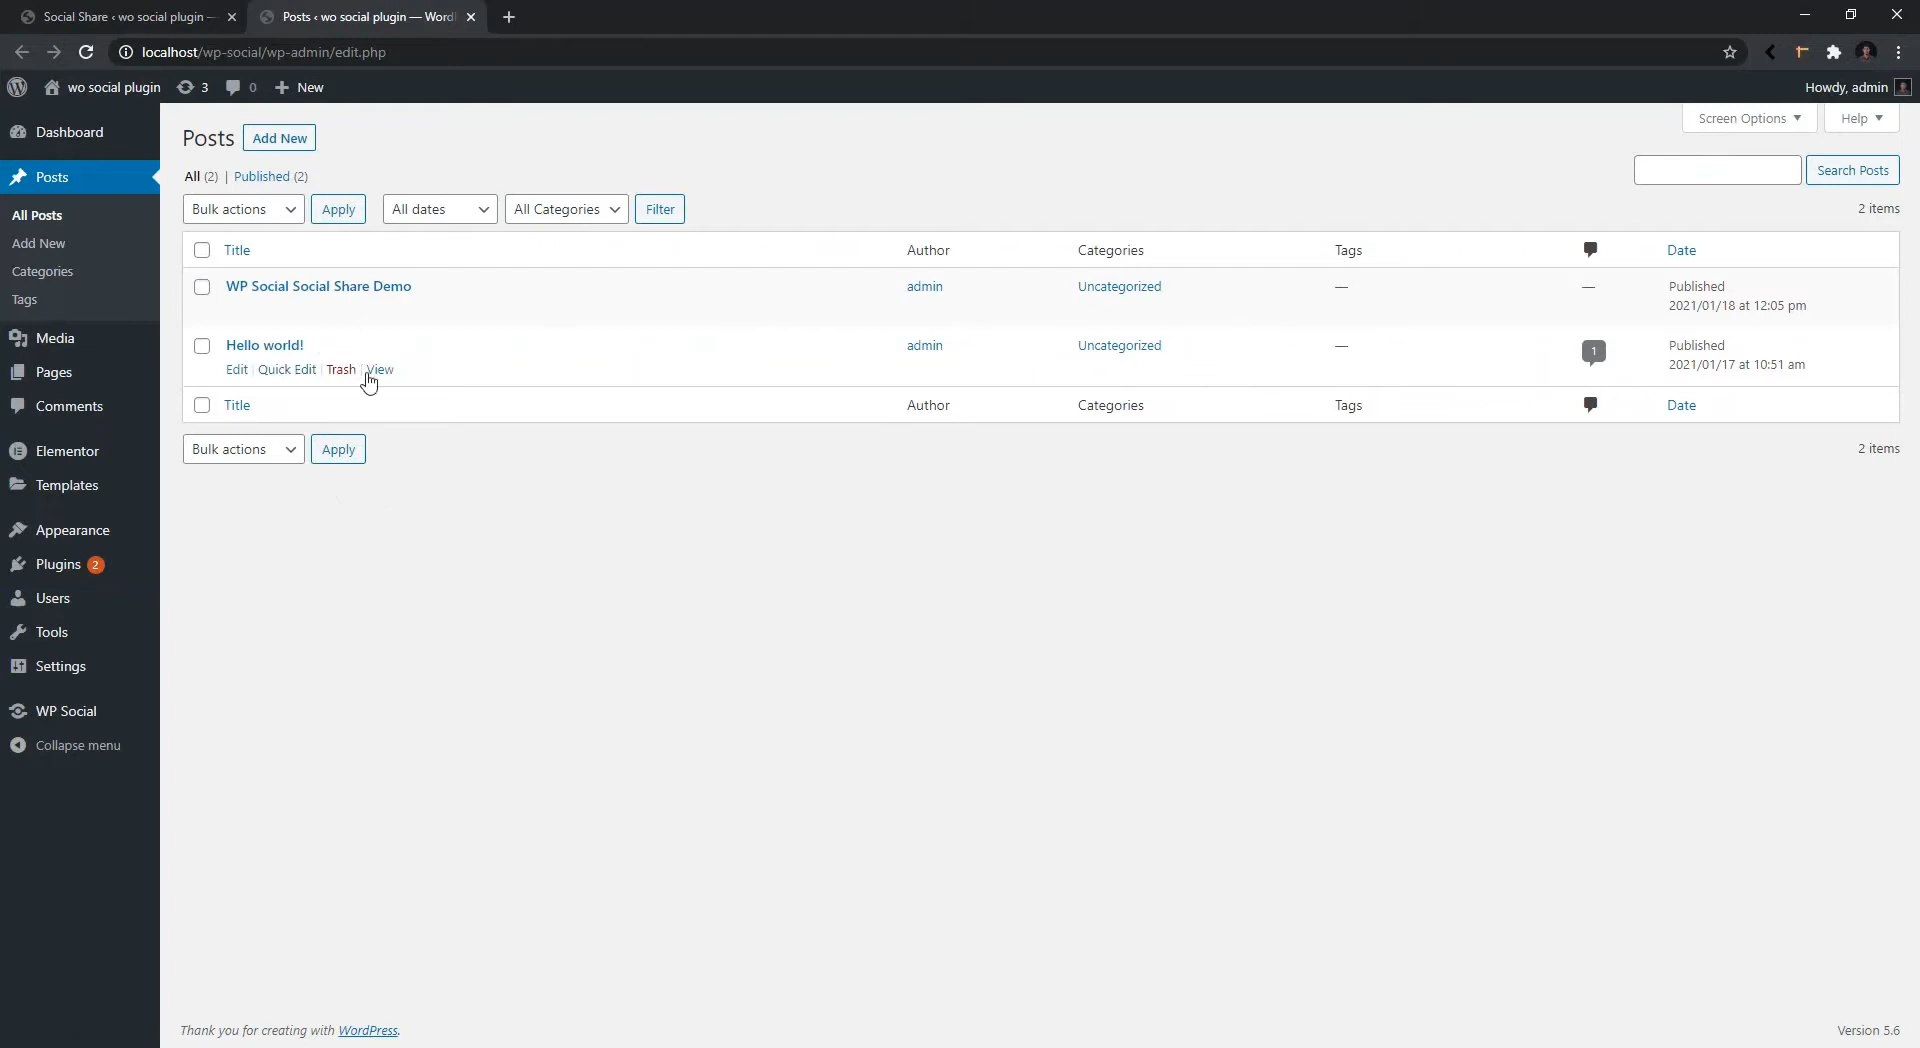 Social Share ‹ wo social plugin —
Posts ‹ wo social plugin — Word
localhost/wp-social/wp-admin/edit.php
wo social plugin
3
0
New
Howdy, admin
Dashboard
Posts
All Posts
Add New
Categories
Tags
Media
Pages
Comments
Elementor
Templates
Appearance
Plugins 2
Users
Tools
Settings
WP Social
Collapse menu
Screen Options
Help
Posts
Add New
All (2) | Published (2)
Search Posts
Bulk actions
Apply
All dates
All Categories
Filter
2 items
Title Author Categories Tags Date
WP Social Social Share Demo admin Uncategorized — — Published
2021/01/18 at 12:05 pm
Hello world! admin Uncategorized — 1 Published
Edit | Quick Edit | Trash | View 2021/01/17 at 10:51 am
Title Author Categories Tags Date
Bulk actions
Apply
2 items
Thank you for creating with WordPress.
Version 5.6